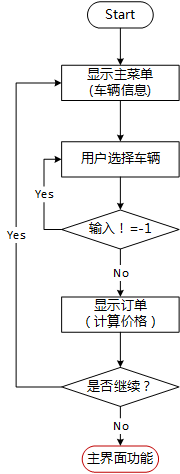 Start
显示主菜单
(车辆信息)
用户选择车辆
Yes
输入！=-1
Yes
No
显示订单
（计算价格）
是否继续？
No
主界面功能